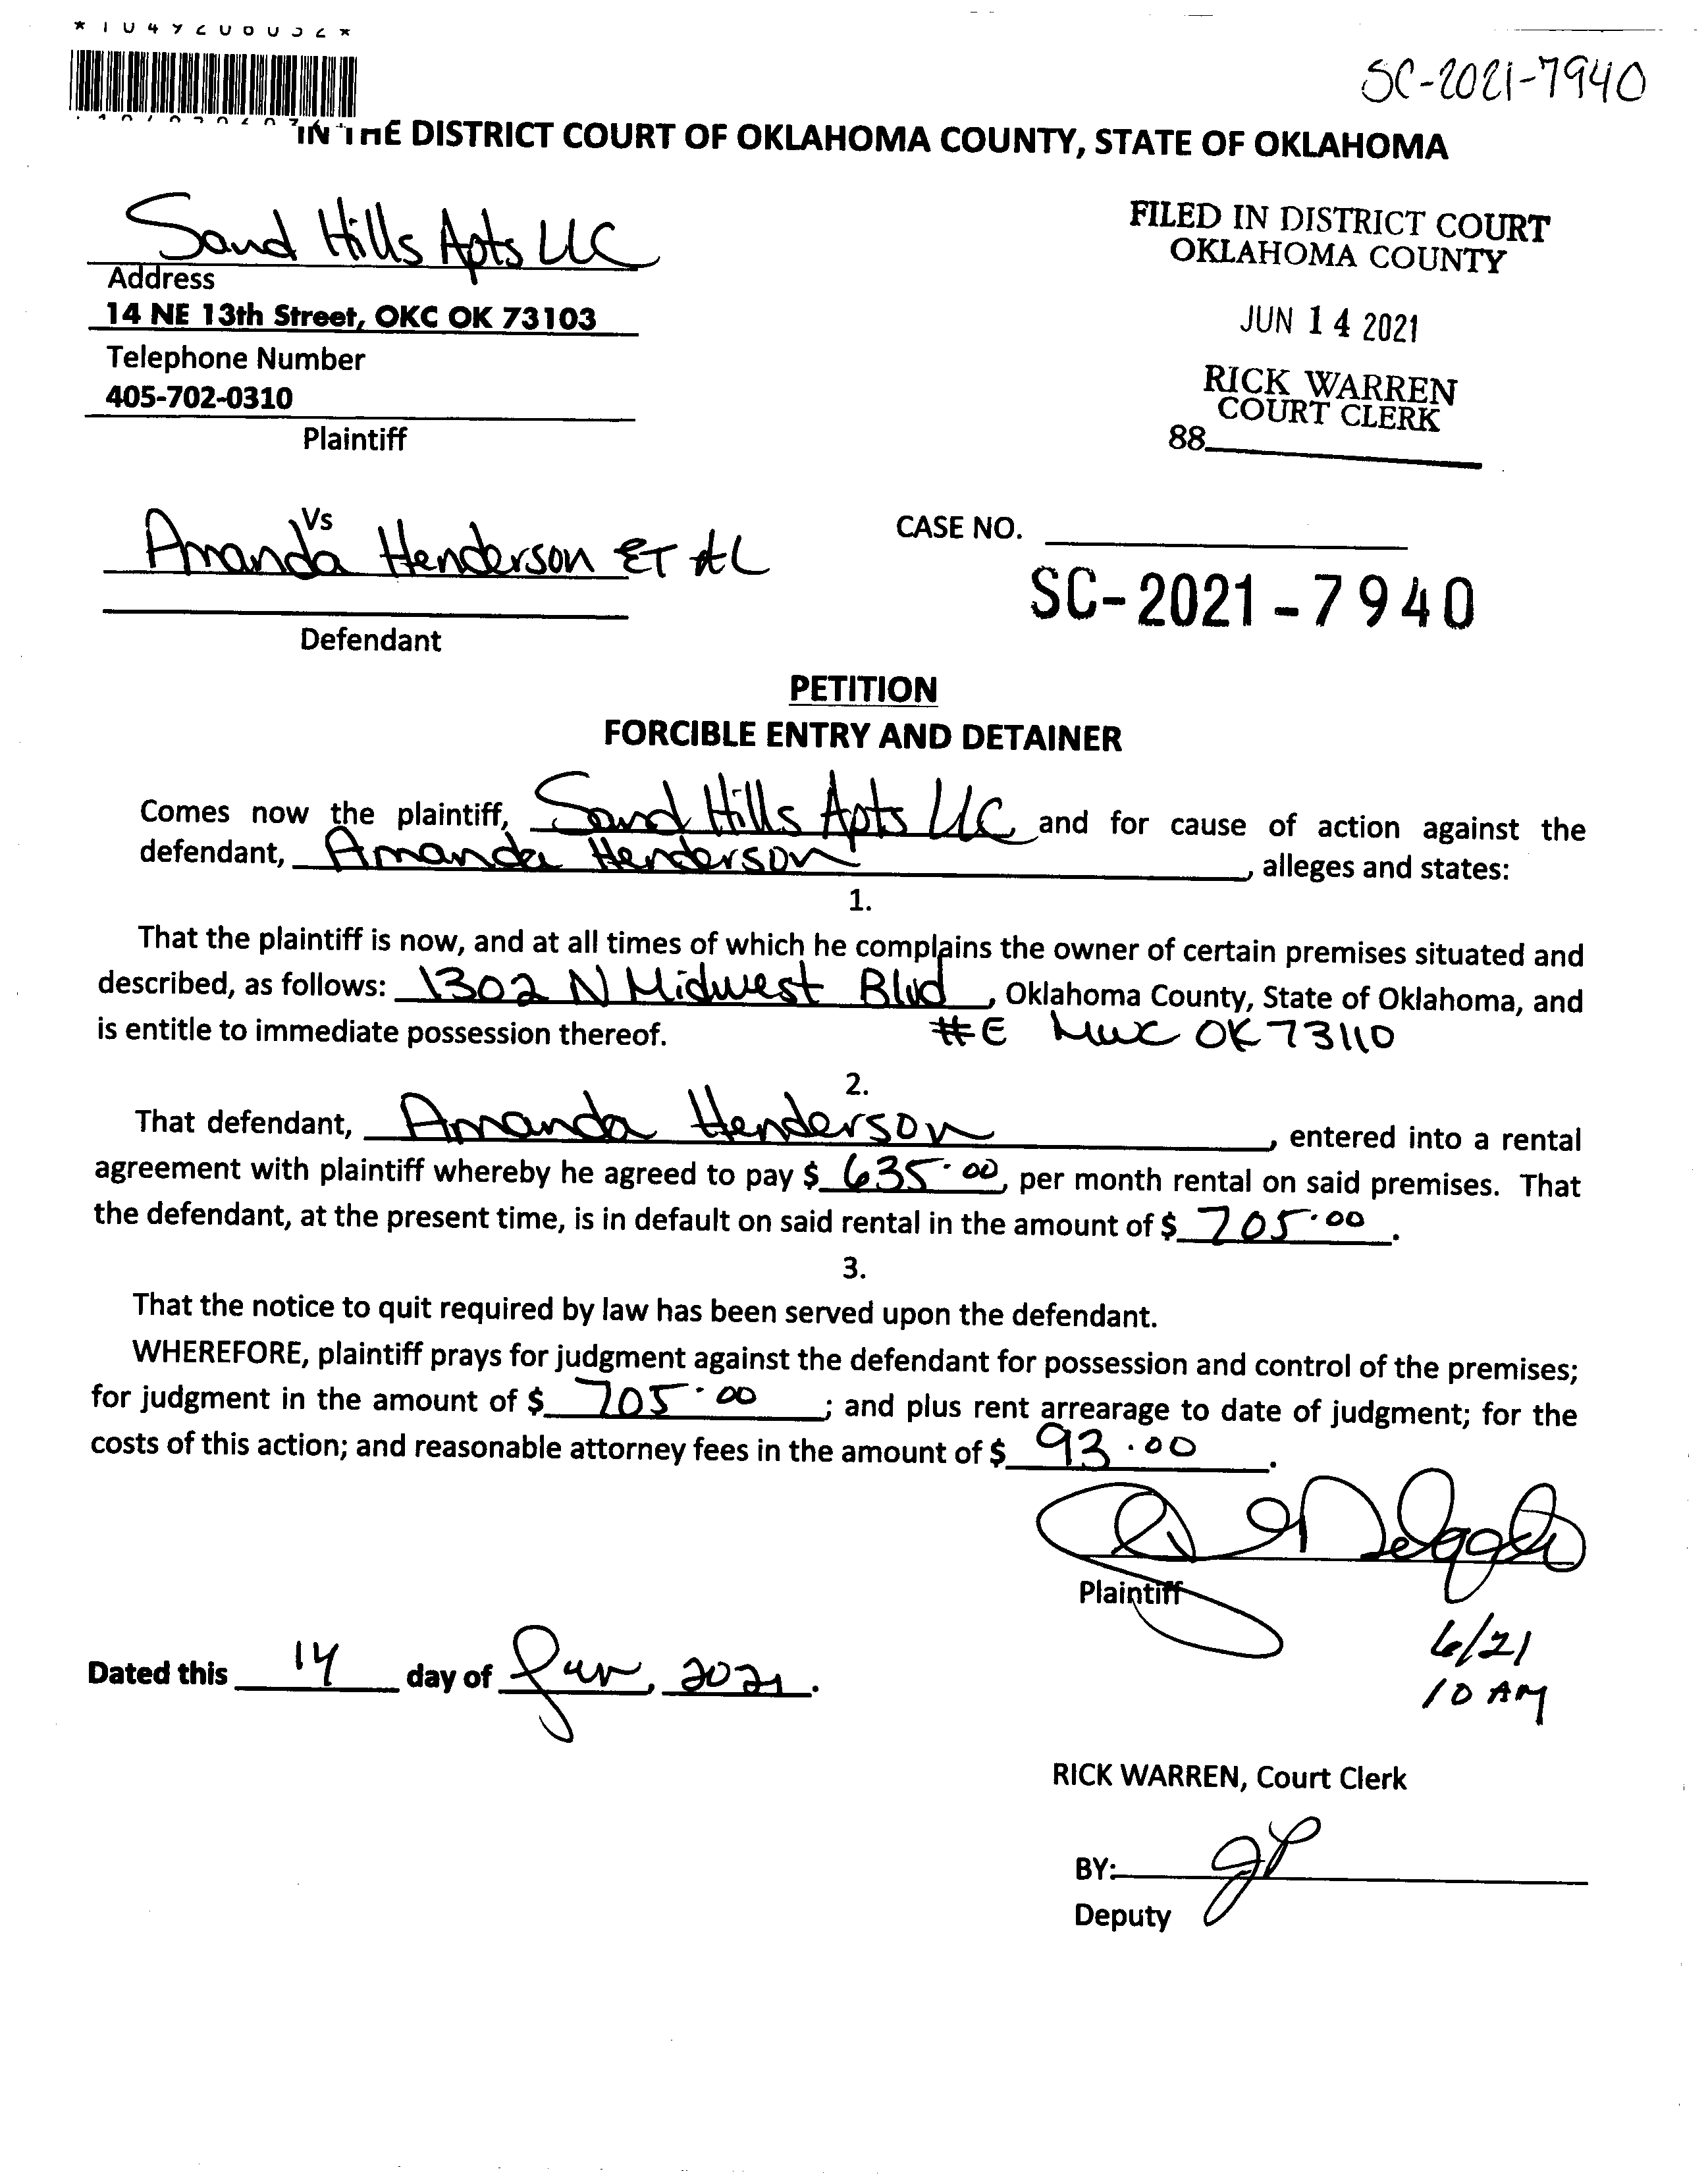 SC-2021-7940
IN THE DISTRICT COURT OF OKLAHOMA COUNTY, STATE OF OKLAHOMA
Sand Hills Apts LLC
Address
14 NE 13th Street, OKC OK 73103
Telephone Number
405-702-0310
Plaintiff
FILED IN DISTRICT COURT
OKLAHOMA COUNTY
JUN 14 2021
RICK WARREN
COURT CLERK
88
Vs
Amanda Henderson ET AL
Defendant
CASE NO.
SC-2021-7940
PETITION
FORCIBLE ENTRY AND DETAINER
Comes now the plaintiff, Sand Hills Apts LLC and for cause of action against the
defendant, Amanda Henderson, alleges and states:
1.
That the plaintiff is now, and at all times of which he complains the owner of certain premises situated and
described, as follows: 1302 N Midwest Blvd, Oklahoma County, State of Oklahoma, and
is entitle to immediate possession thereof. #E MWC OK 73110
2.
That defendant, Amanda Henderson, entered into a rental
agreement with plaintiff whereby he agreed to pay $ 635.00, per month rental on said premises. That
the defendant, at the present time, is in default on said rental in the amount of $ 705.00.
3.
That the notice to quit required by law has been served upon the defendant.
WHEREFORE, plaintiff prays for judgment against the defendant for possession and control of the premises;
for judgment in the amount of $ 705.00; and plus rent arrearage to date of judgment; for the
costs of this action; and reasonable attorney fees in the amount of $ 93.00.
Plaintiff
6/21
10 AM
Dated this 14 day of Jun, 2021.
RICK WARREN, Court Clerk
BY: JP
Deputy